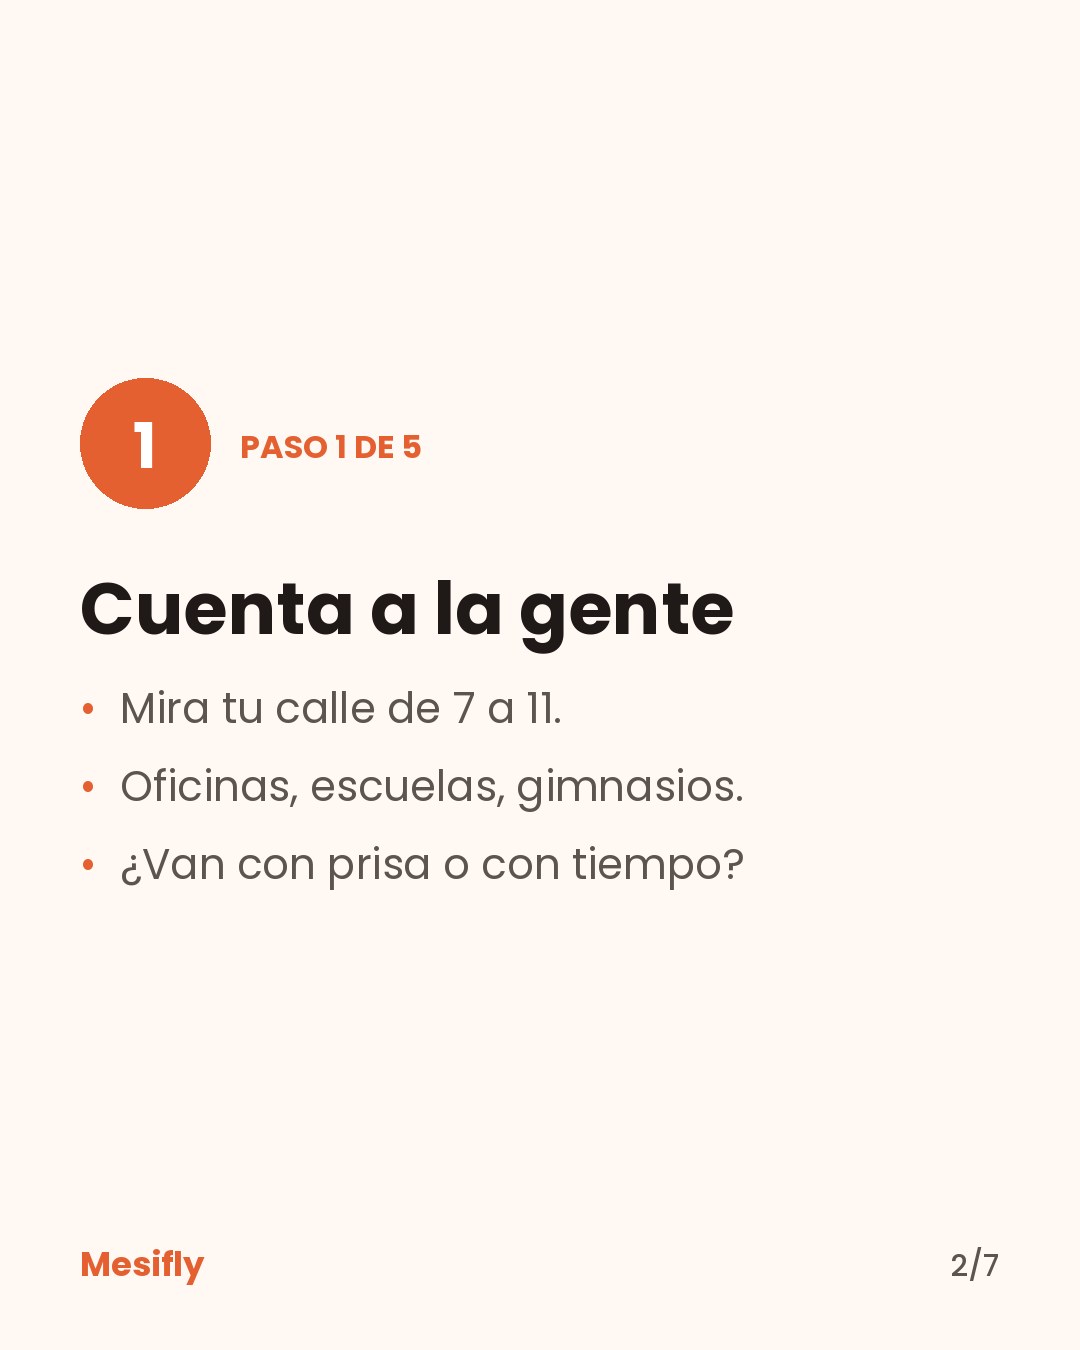 1
PASO 1 DE 5
Cuenta a la gente
• Mira tu calle de 7 a 11.
• Oficinas, escuelas, gimnasios.
• ¿Van con prisa o con tiempo?
Mesifly
2/7